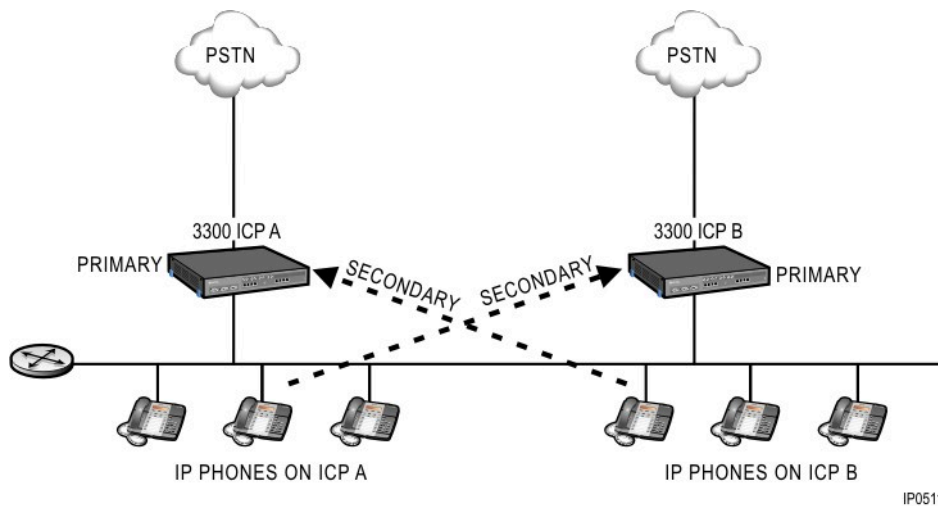 PSTN
PSTN
3300 ICP A
3300 ICP B
PRIMARY
SECONDARY
SECONDARY
PRIMARY
IP PHONES ON ICP A
IP PHONES ON ICP B